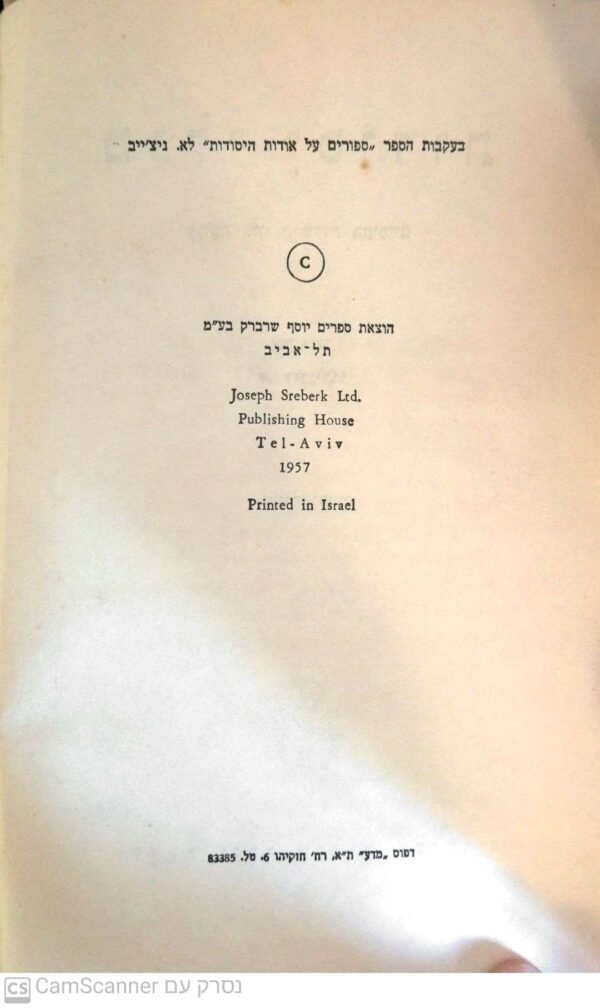 בעקבות הספר „ספורים על אודות היסודות" לא. ניצ'ייב
C
הוצאת ספרים יוסף שרברק בע"מ
תל־אביב
Joseph Sreberk Ltd.
Publishing House
Tel-Aviv
1957
Printed in Israel
דפוס „מדע" ת"א, רח' חזקיהו 6. טל. 83385
CS CamScanner נסרק עם